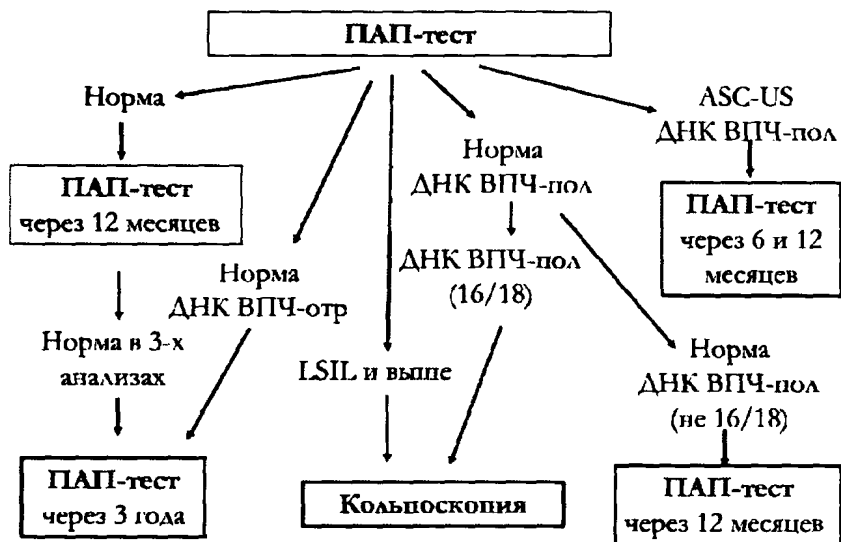 ПАП-тест
Норма
ПАП-тест
через 12 месяцев
Норма в 3-х
анализах
ПАП-тест
через 3 года
Норма
ДНК ВПЧ-отр
LSIL и выше
Кольпоскопия
Норма
ДНК ВПЧ-пол
ДНК ВПЧ-пол
(16/18)
Норма
ДНК ВПЧ-пол
(не 16/18)
ПАП-тест
через 12 месяцев
ASC-US
ДНК ВПЧ-пол
ПАП-тест
через 6 и 12
месяцев